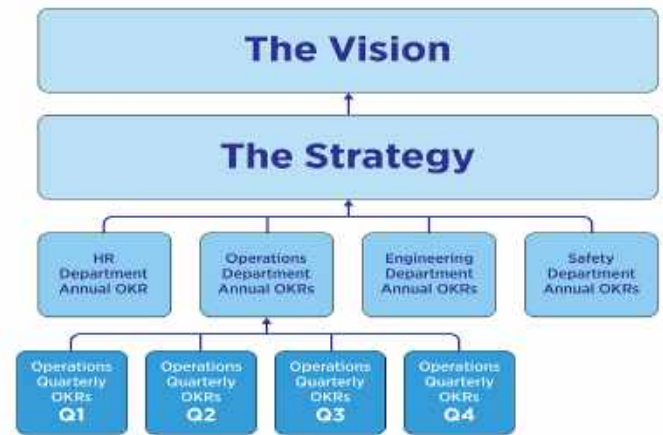 The Vision
The Strategy
HR
Department
Annual OKR
Operations
Department
Annual OKRs
Engineering
Department
Annual OKRs
Safety
Department
Annual OKRs
Operations
Quarterly
OKRs
Q1
Operations
Quarterly
OKRs
Q2
Operations
Quarterly
OKRs
Q3
Operations
Quarterly
OKRs
Q4